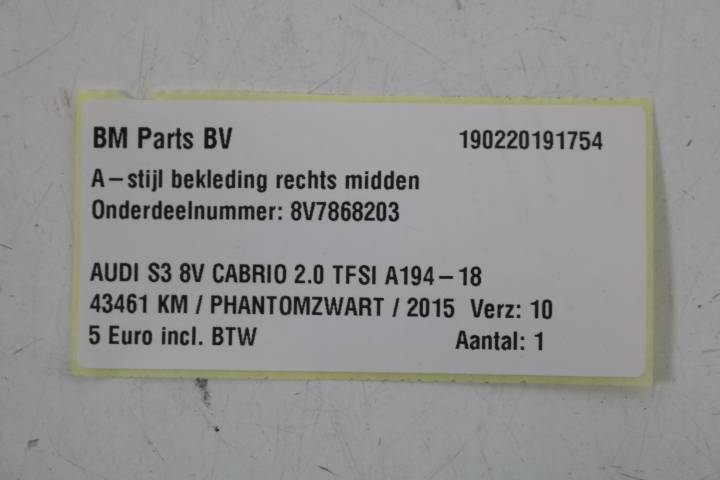 BM Parts BV 190220191754
A-stijl bekleding rechts midden
Onderdeelnummer: 8V7868203
AUDI S3 8V CABRIO 2.0 TFSI A194-18
43461 KM / PHANTOMZWART / 2015 Verz: 10
5 Euro incl. BTW Aantal: 1